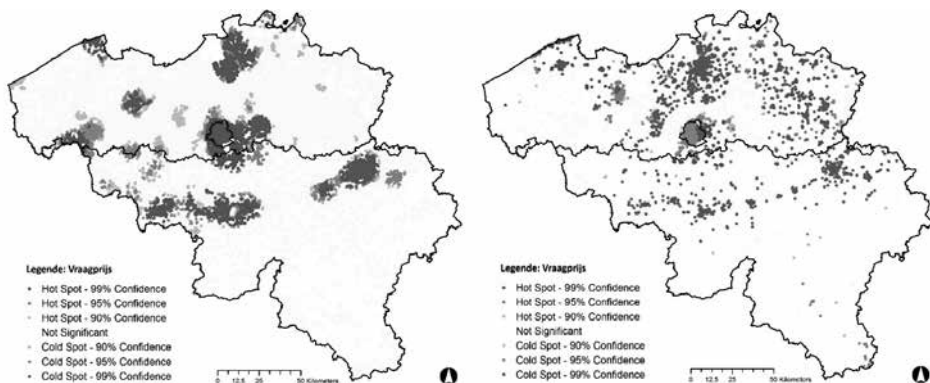 Legende: Vraagprijs
Hot Spot - 99% Confidence
Hot Spot - 95% Confidence
Hot Spot - 90% Confidence
Not Significant
Cold Spot - 90% Confidence
Cold Spot - 95% Confidence
Cold Spot - 99% Confidence
0 12.5 25 50 Kilometers
Legende: Vraagprijs
Hot Spot - 99% Confidence
Hot Spot - 95% Confidence
Hot Spot - 90% Confidence
Not Significant
Cold Spot - 90% Confidence
Cold Spot - 95% Confidence
Cold Spot - 99% Confidence
0 12.5 25 50 Kilometers